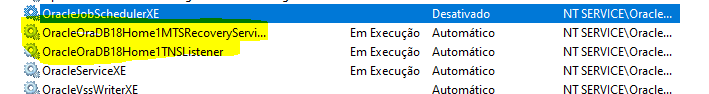 OracleJobSchedulerXE Desativado NT SERVICE\Oracle...
OracleOraDB18Home1MTSRecoveryServi... Em Execução Automático NT SERVICE\Oracle...
OracleOraDB18Home1TNSListener Em Execução Automático NT SERVICE\Oracle...
OracleServiceXE Em Execução Automático NT SERVICE\Oracle...
OracleVssWriterXE Automático NT SERVICE\Oracle...